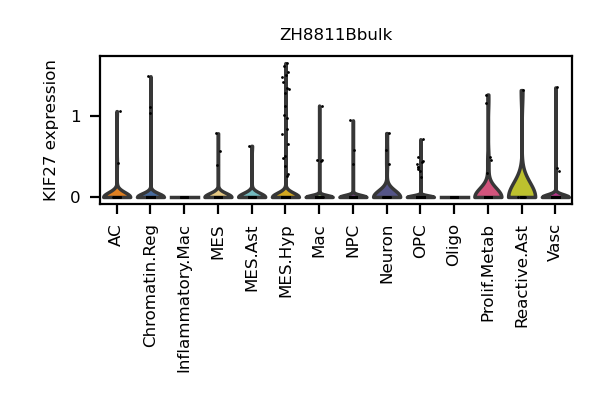 ZH8811Bbulk
KIF27 expression
1
0
AC
Chromatin.Reg
Inflammatory.Mac
MES
MES.Ast
MES.Hyp
Mac
NPC
Neuron
OPC
Oligo
Prolif.Metab
Reactive.Ast
Vasc